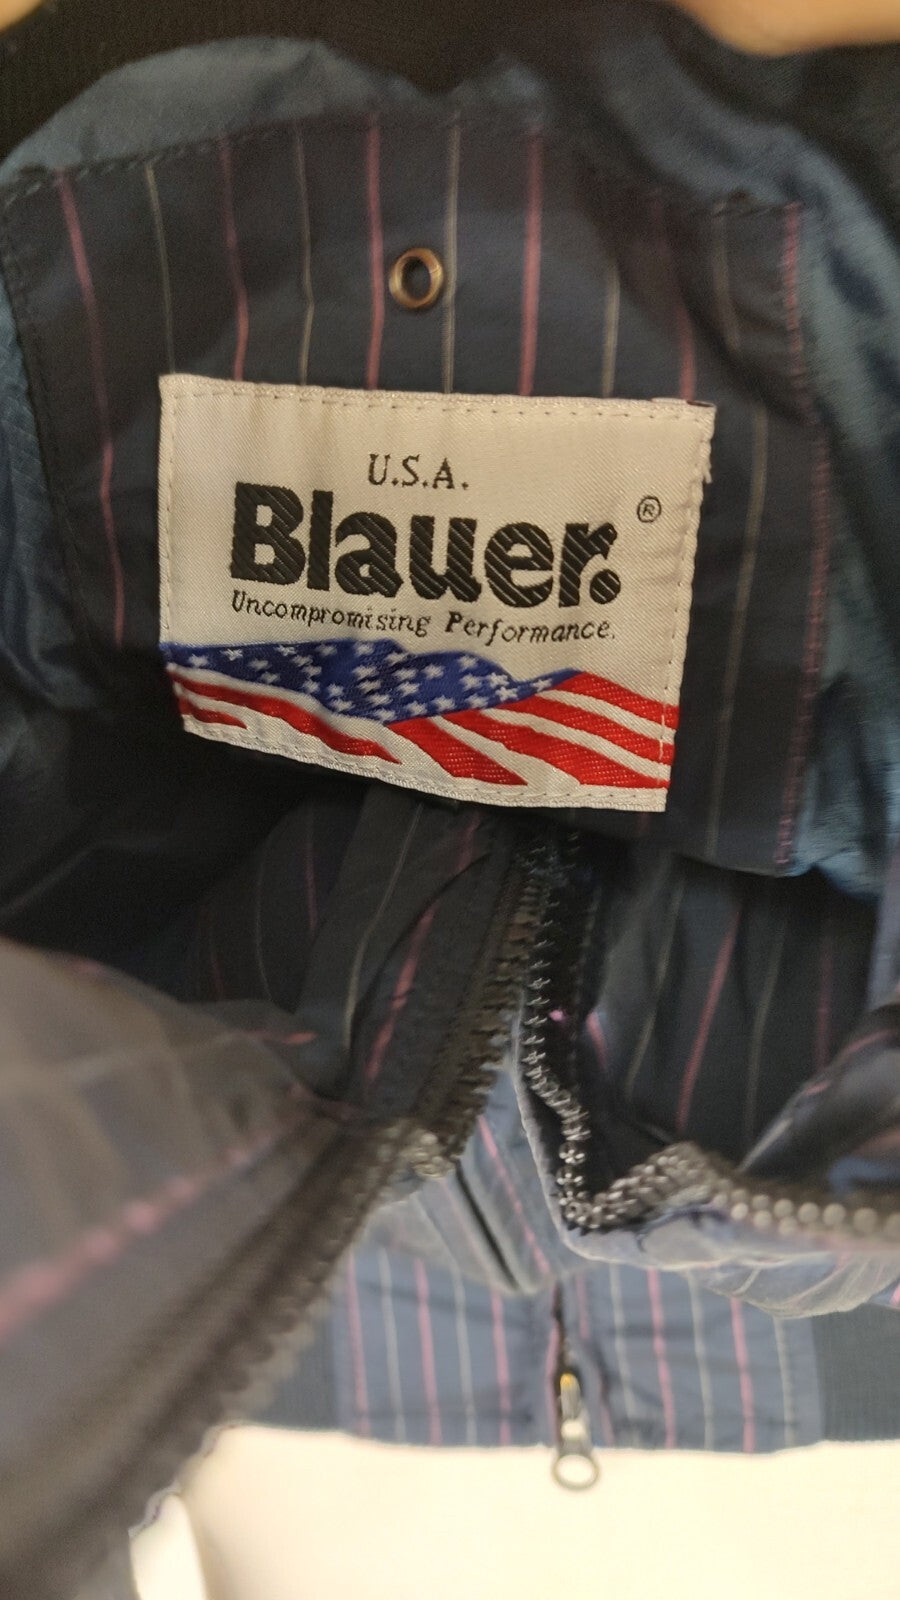 U.S.A.
Blauer.®
Uncompromising Performance.